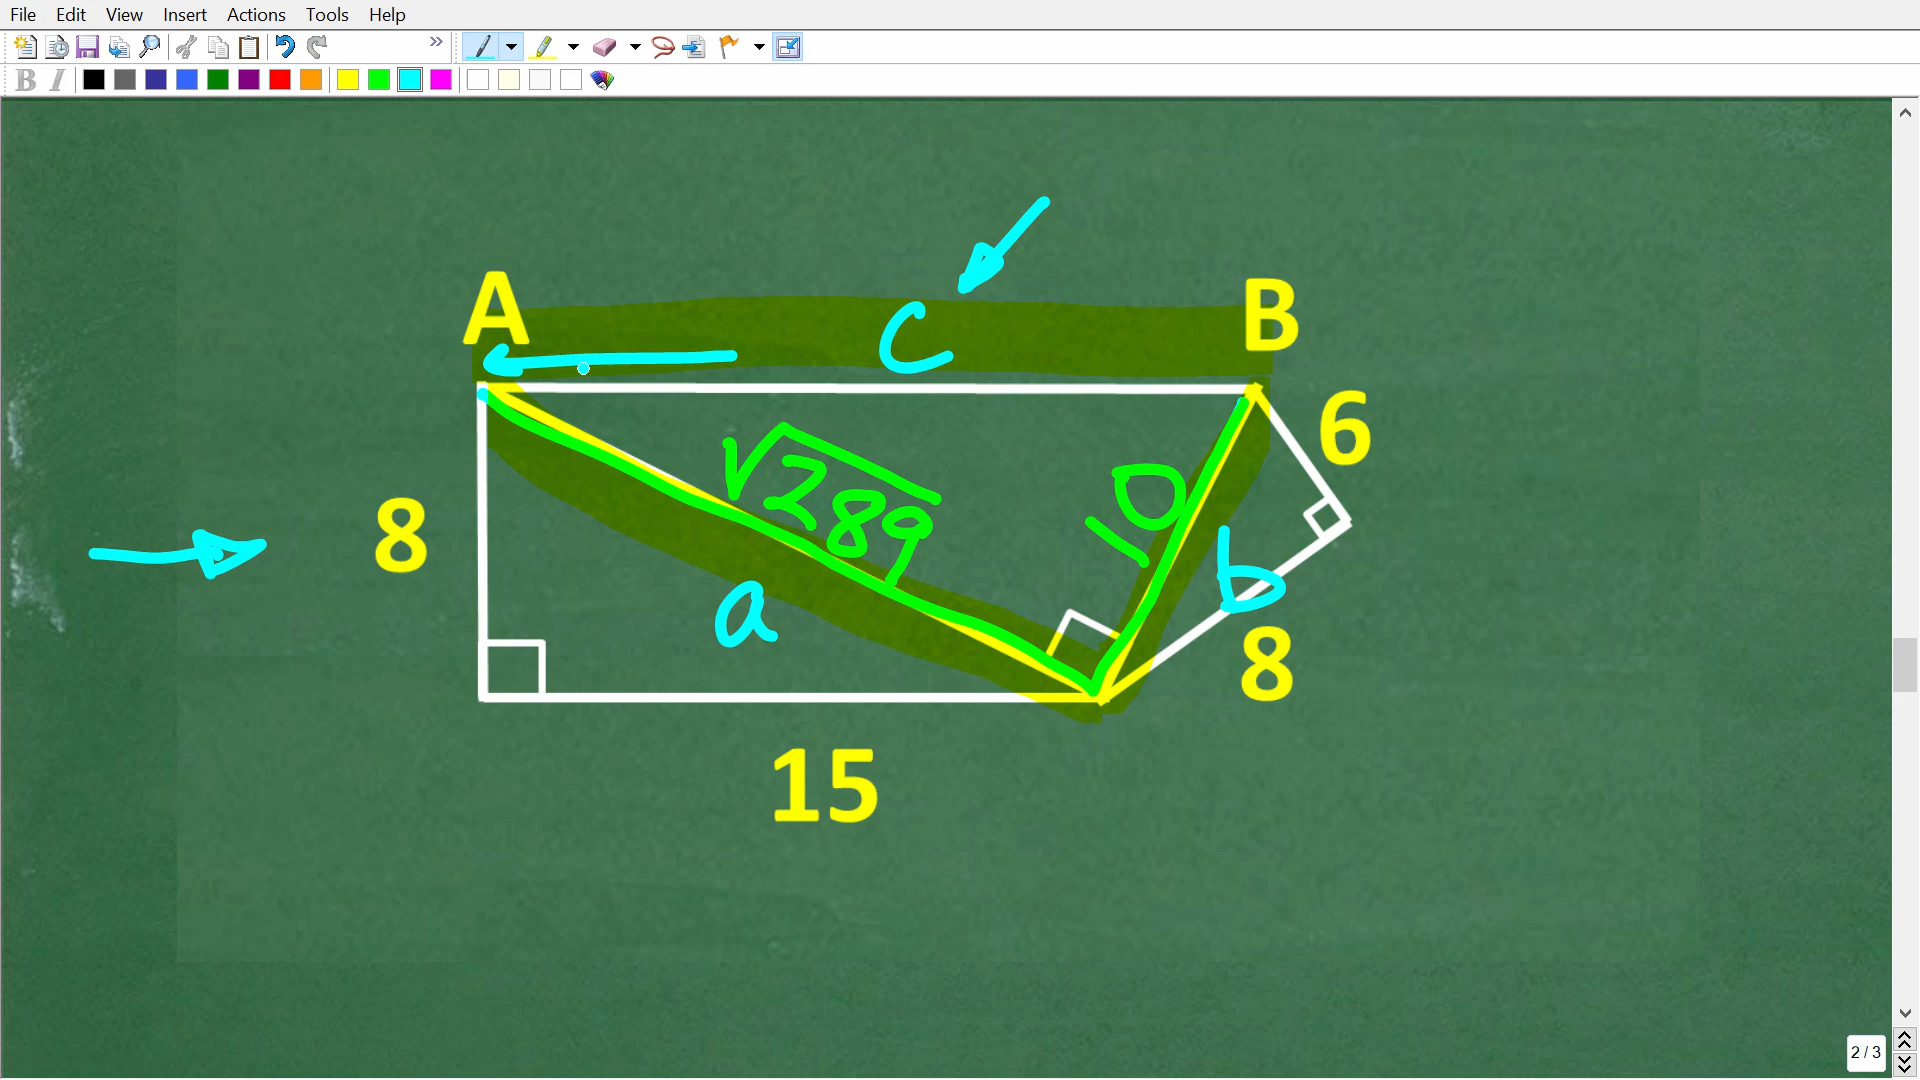 File Edit View Insert Actions Tools Help
B I
A B
c
6
√289
10
8
a
b
8
15
2 / 3